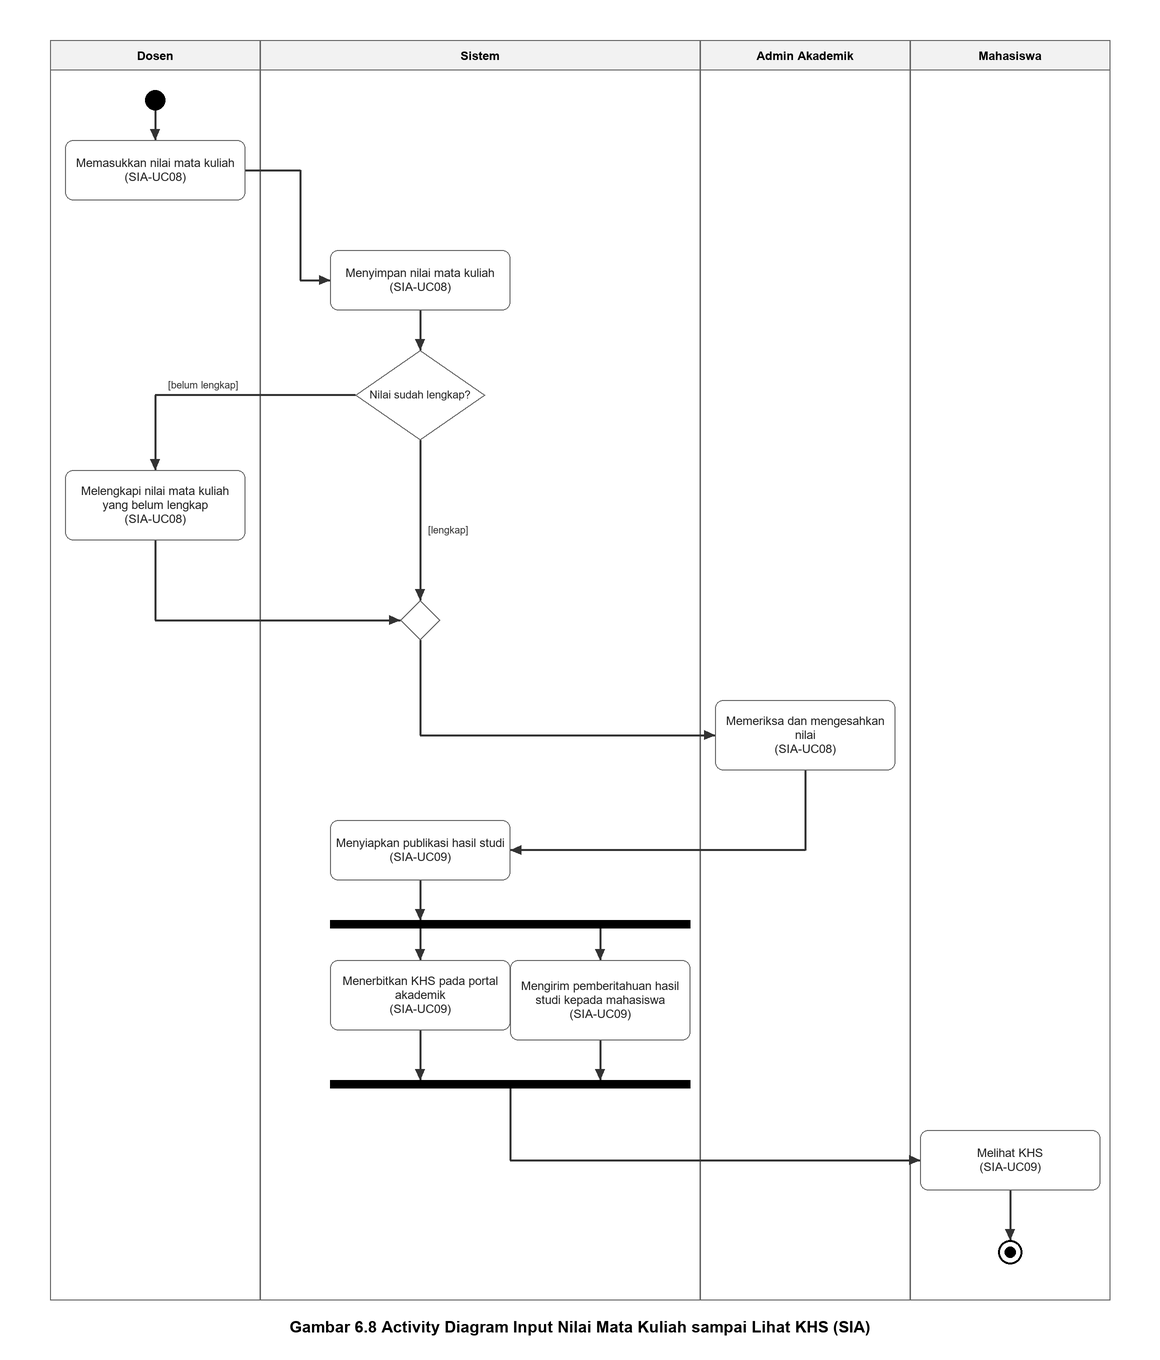 Dosen
Sistem
Admin Akademik
Mahasiswa
Memasukkan nilai mata kuliah
(SIA-UC08)
Menyimpan nilai mata kuliah
(SIA-UC08)
Nilai sudah lengkap?
[belum lengkap]
Melengkapi nilai mata kuliah
yang belum lengkap
(SIA-UC08)
[lengkap]
Memeriksa dan mengesahkan
nilai
(SIA-UC08)
Menyiapkan publikasi hasil studi
(SIA-UC09)
Menerbitkan KHS pada portal
akademik
(SIA-UC09)
Mengirim pemberitahuan hasil
studi kepada mahasiswa
(SIA-UC09)
Melihat KHS
(SIA-UC09)
Gambar 6.8 Activity Diagram Input Nilai Mata Kuliah sampai Lihat KHS (SIA)